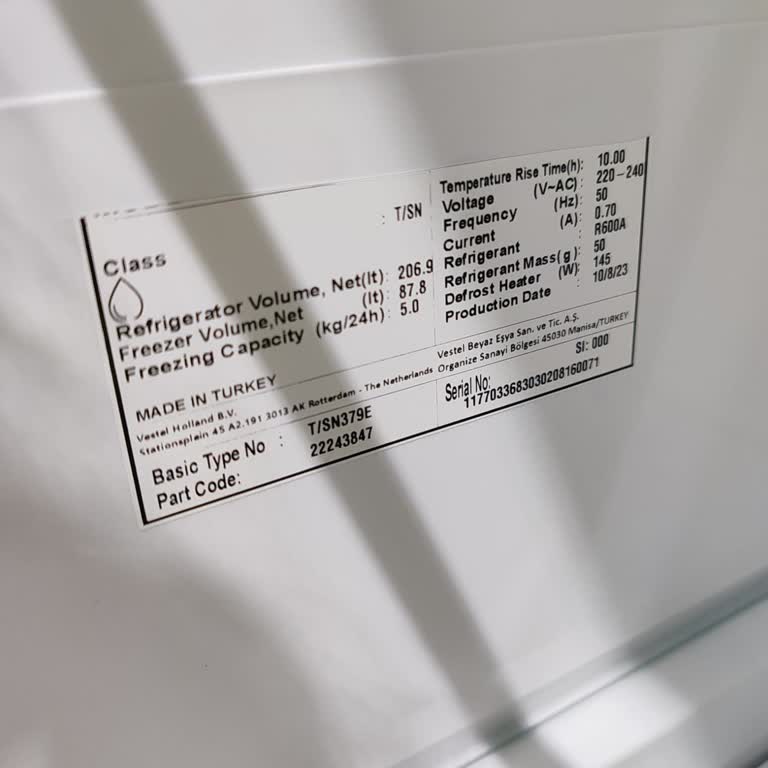 Class : T/SN
Refrigerator Volume, Net(lt): 206.9
Freezer Volume,Net (lt): 87.8
Freezing Capacity (kg/24h): 5.0
Temperature Rise Time(h): 10.00
Voltage (V~AC) : 220-240
Frequency (Hz): 50
Current (A): 0.70
Refrigerant : R600A
Refrigerant Mass( g ): 50
Defrost Heater (W): 145
Production Date : 10/8/23
MADE IN TURKEY
Vestel Holland B.V.
Stationsplein 45 A2.191 3013 AK Rotterdam - The Netherlands
Vestel Beyaz Eşya San. ve Tic. A.Ş.
Organize Sanayi Bölgesi 45030 Manisa/TURKEY
Basic Type No : T/SN379E
Part Code: 22243847
Serial No: SI: 000
1177033683030208160071